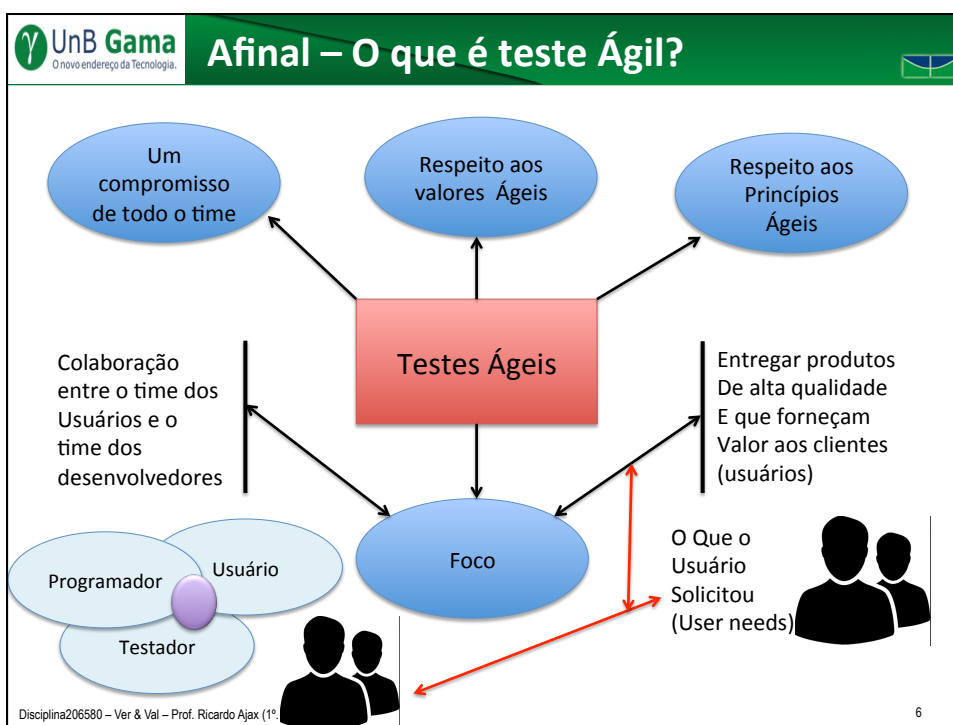 γ UnB Gama
O novo endereço da Tecnologia.
Afinal – O que é teste Ágil?
Um
compromisso
de todo o time
Respeito aos
valores Ágeis
Respeito aos
Princípios
Ágeis
Testes Ágeis
Colaboração
entre o time dos
Usuários e o
time dos
desenvolvedores
Entregar produtos
De alta qualidade
E que forneçam
Valor aos clientes
(usuários)
Foco
O Que o
Usuário
Solicitou
(User needs)
Programador
Usuário
Testador
Disciplina206580 – Ver & Val – Prof. Ricardo Ajax (1º.
6